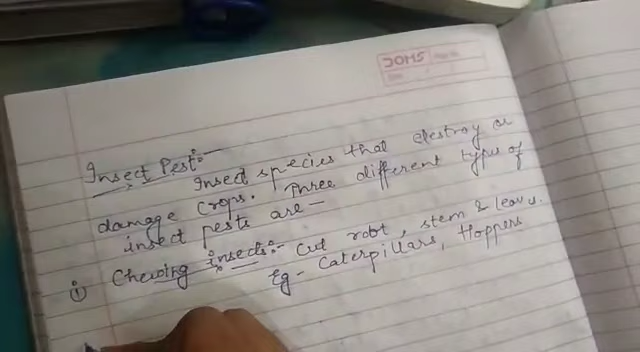 DOMS
Insect Pest:-
Insect species that destroy or
damage crops. Three different types of
insect pests are -
(i) Chewing insects:- Cut root, stem & leaves.
Eg- Caterpillars, Hoppers